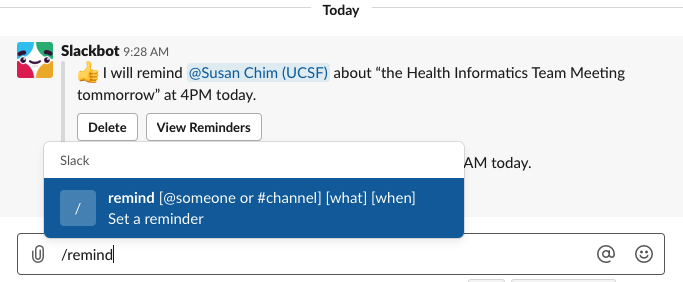 Today
Slackbot 9:28 AM
👍 I will remind @Susan Chim (UCSF) about “the Health Informatics Team Meeting
tommorrow” at 4PM today.
Delete View Reminders
Slack
AM today.
/ remind [@someone or #channel] [what] [when]
Set a reminder
/remind